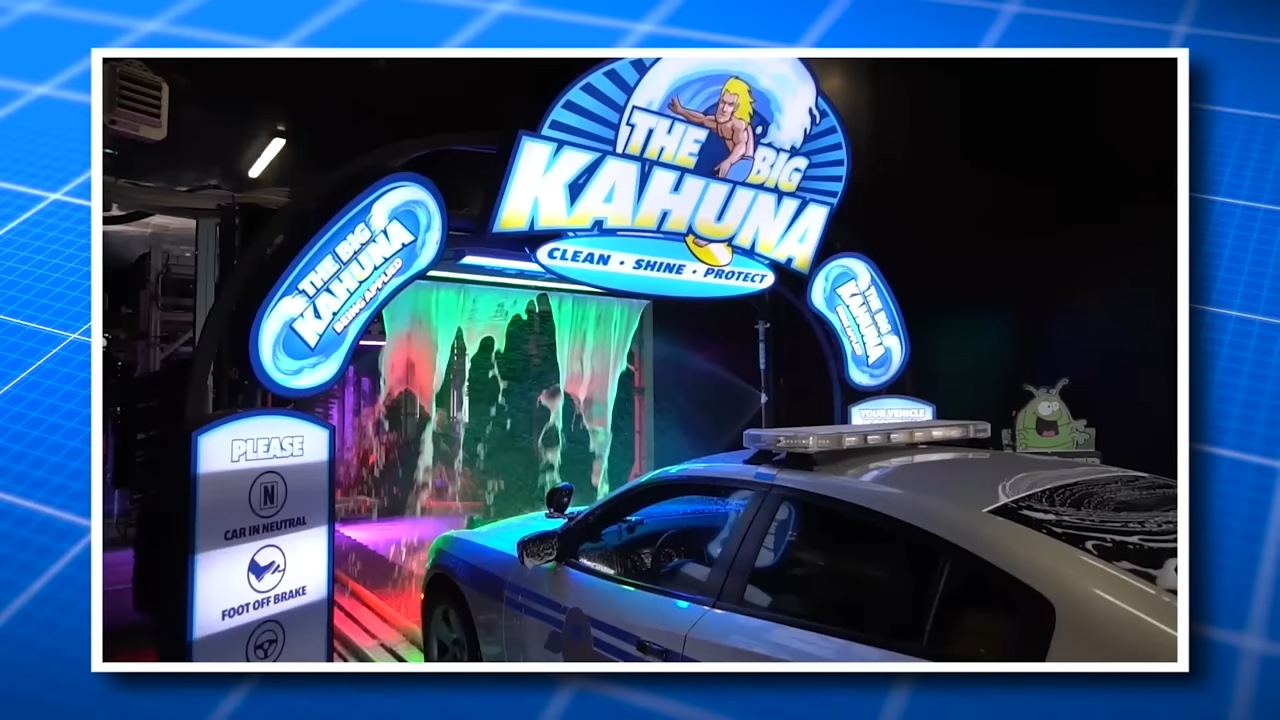 THE BIG
KAHUNA
CLEAN · SHINE · PROTECT
THE BIG
KAHUNA
BEING APPLIED
THE BIG
KAHUNA
YOUR VEHICLE
PLEASE
N
CAR IN NEUTRAL
FOOT OFF BRAKE